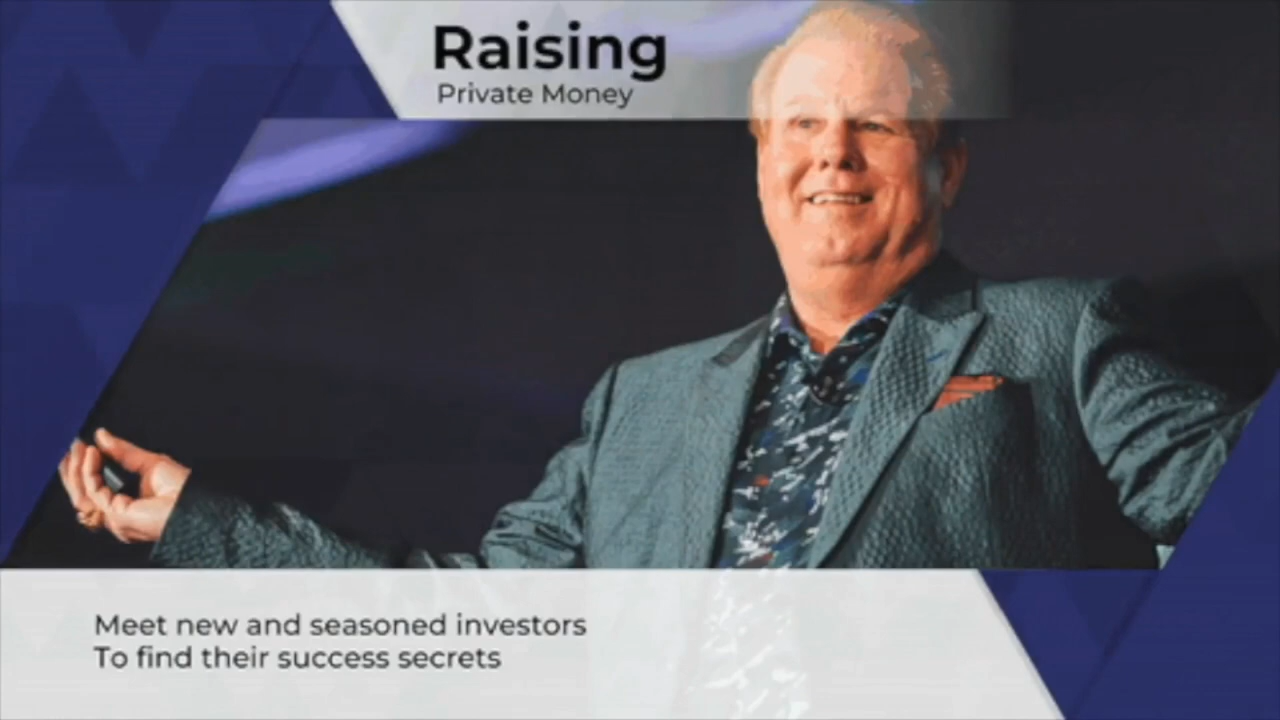 Raising
Private Money
Meet new and seasoned investors
To find their success secrets